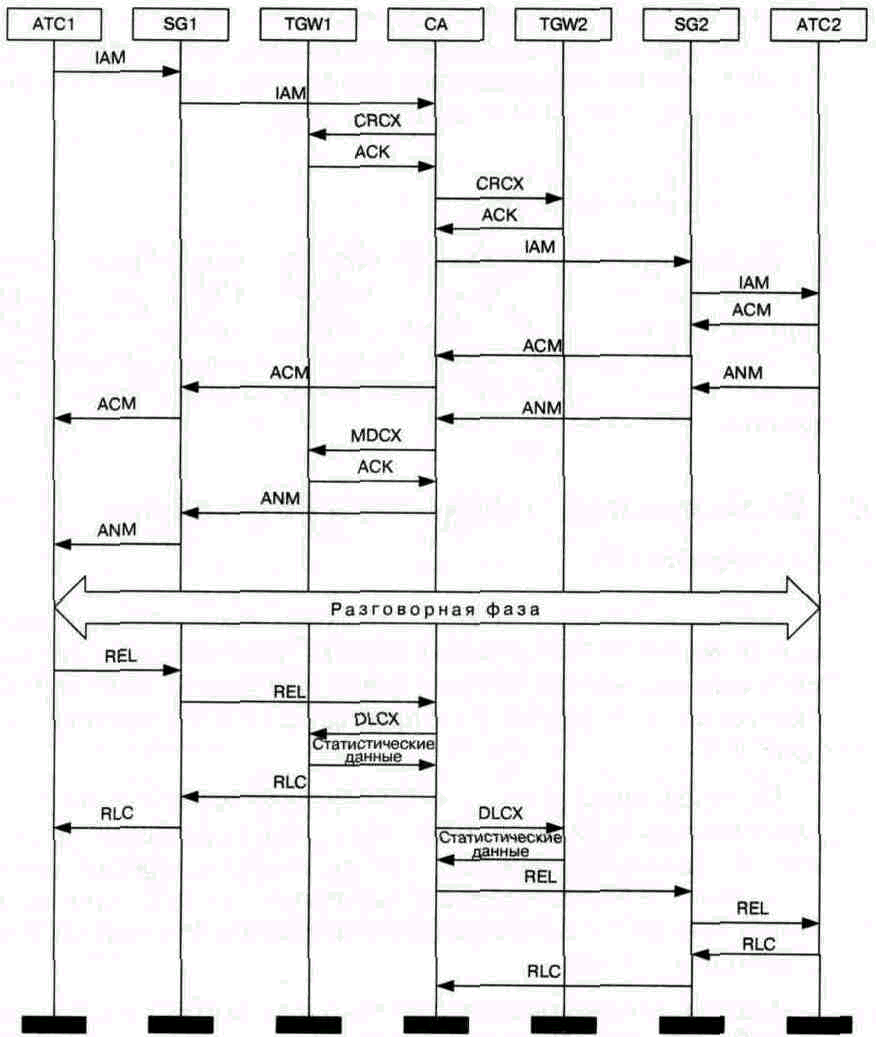 АТС1 SG1 TGW1 CA TGW2 SG2 АТС2
IAM
IAM
CRCX
ACK
CRCX
ACK
IAM
IAM
ACM
ACM
ACM ANM
ACM ANM
MDCX
ACK
ANM
ANM
Разговорная фаза
REL
REL
DLCX
Статистические
данные
RLC
RLC DLCX
Статистические
данные
REL
REL
RLC
RLC